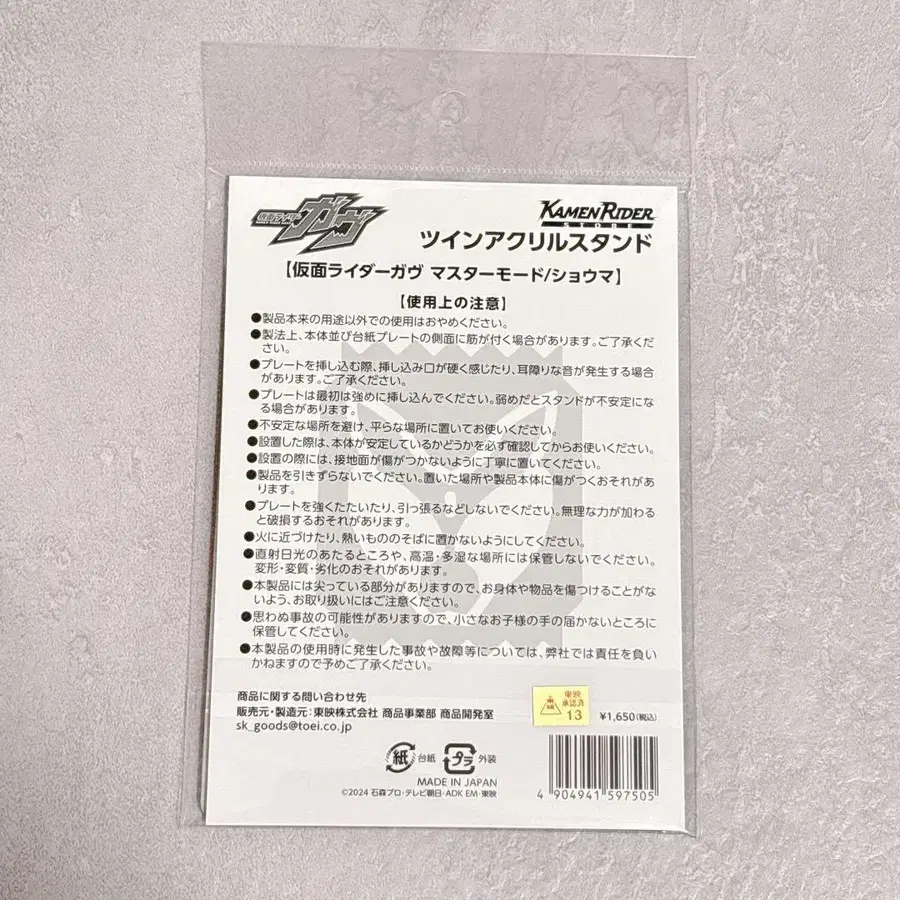 仮面ライダー
ガヴ
KAMEN RIDER
STORE
ツインアクリルスタンド
【仮面ライダーガヴ マスターモード/ショウマ】
【使用上の注意】
●製品本来の用途以外での使用はおやめください。
●製法上、本体並び台紙プレートの側面に筋が付く場合があります。ご了承くだ
さい。
●プレートを挿し込む際、挿し込み口が硬く感じたり、耳障りな音が発生する場合
があります。ご了承ください。
●プレートは最初は強めに挿し込んでください。弱めだとスタンドが不安定にな
る場合があります。
●不安定な場所を避け、平らな場所に置いてお使いください。
●設置した際は、本体が安定しているかどうかを必ず確認してからお使いください。
●設置の際には、接地面が傷がつかないように丁寧に置いてください。
●製品を引きずらないでください。置いた場所や製品本体に傷がつくおそれがあ
ります。
●プレートを強くたたいたり、引っ張るなどしないでください。無理な力が加わる
と破損するおそれがあります。
●火に近づけたり、熱いもののそばに置かないようにしてください。
●直射日光のあたるところや、高温・多湿な場所には保管しないでください。
変形・変質・劣化のおそれがあります。
●本製品には尖っている部分がありますので、お身体や物品を傷つけることがな
いよう、お取り扱いにはご注意ください。
●思わぬ事故の可能性がありますので、小さなお子様の手の届かないところに
保管してください。
●本製品の使用時に発生した事故や故障等については、弊社では責任を負い
かねますので予めご了承ください。
商品に関する問い合わせ先
販売元・製造元:東映株式会社 商品事業部 商品開発室
sk_goods@toei.co.jp
東映
承認済
13
¥1,650(税込)
紙 台紙 プラ 外装
MADE IN JAPAN
©2024 石森プロ・テレビ朝日・ADK EM・東映
4 904941 597505